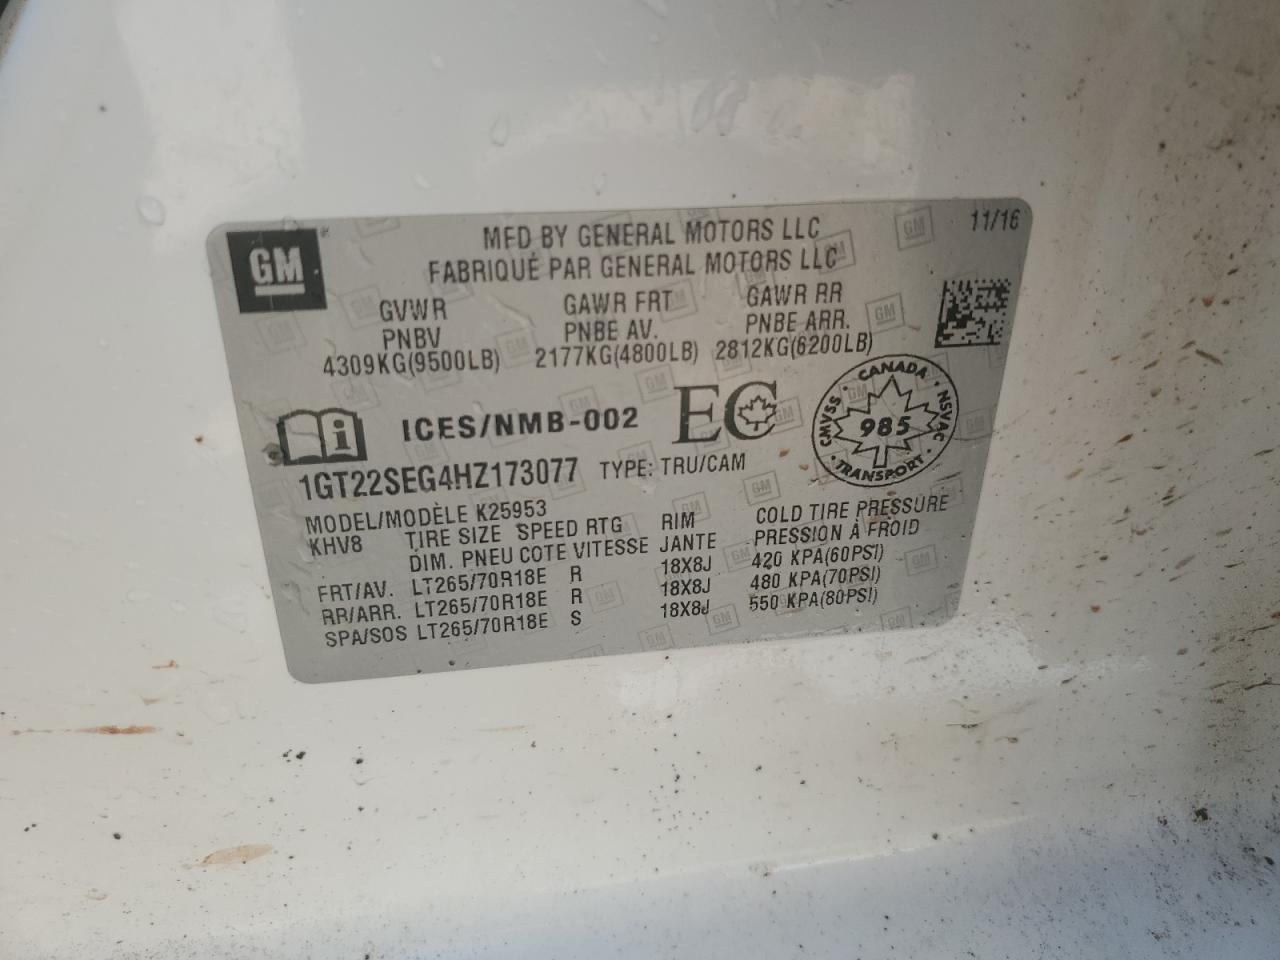 GM
MFD BY GENERAL MOTORS LLC
11/16
FABRIQUÉ PAR GENERAL MOTORS LLC
GVWR GAWR FRT GAWR RR
PNBV PNBE AV. PNBE ARR.
4309KG(9500LB) 2177KG(4800LB) 2812KG(6200LB)
ICES/NMB-002 EC
CANADA
CMVSS 985 NSVAC
TRANSPORT
1GT22SEG4HZ173077 TYPE: TRU/CAM
MODEL/MODÈLE K25953
KHV8 TIRE SIZE SPEED RTG RIM COLD TIRE PRESSURE
DIM. PNEU COTE VITESSE JANTE PRESSION À FROID
FRT/AV. LT265/70R18E R 18X8J 420 KPA(60PSI)
RR/ARR. LT265/70R18E R 18X8J 480 KPA(70PSI)
SPA/SOS LT265/70R18E S 18X8J 550 KPA(80PSI)